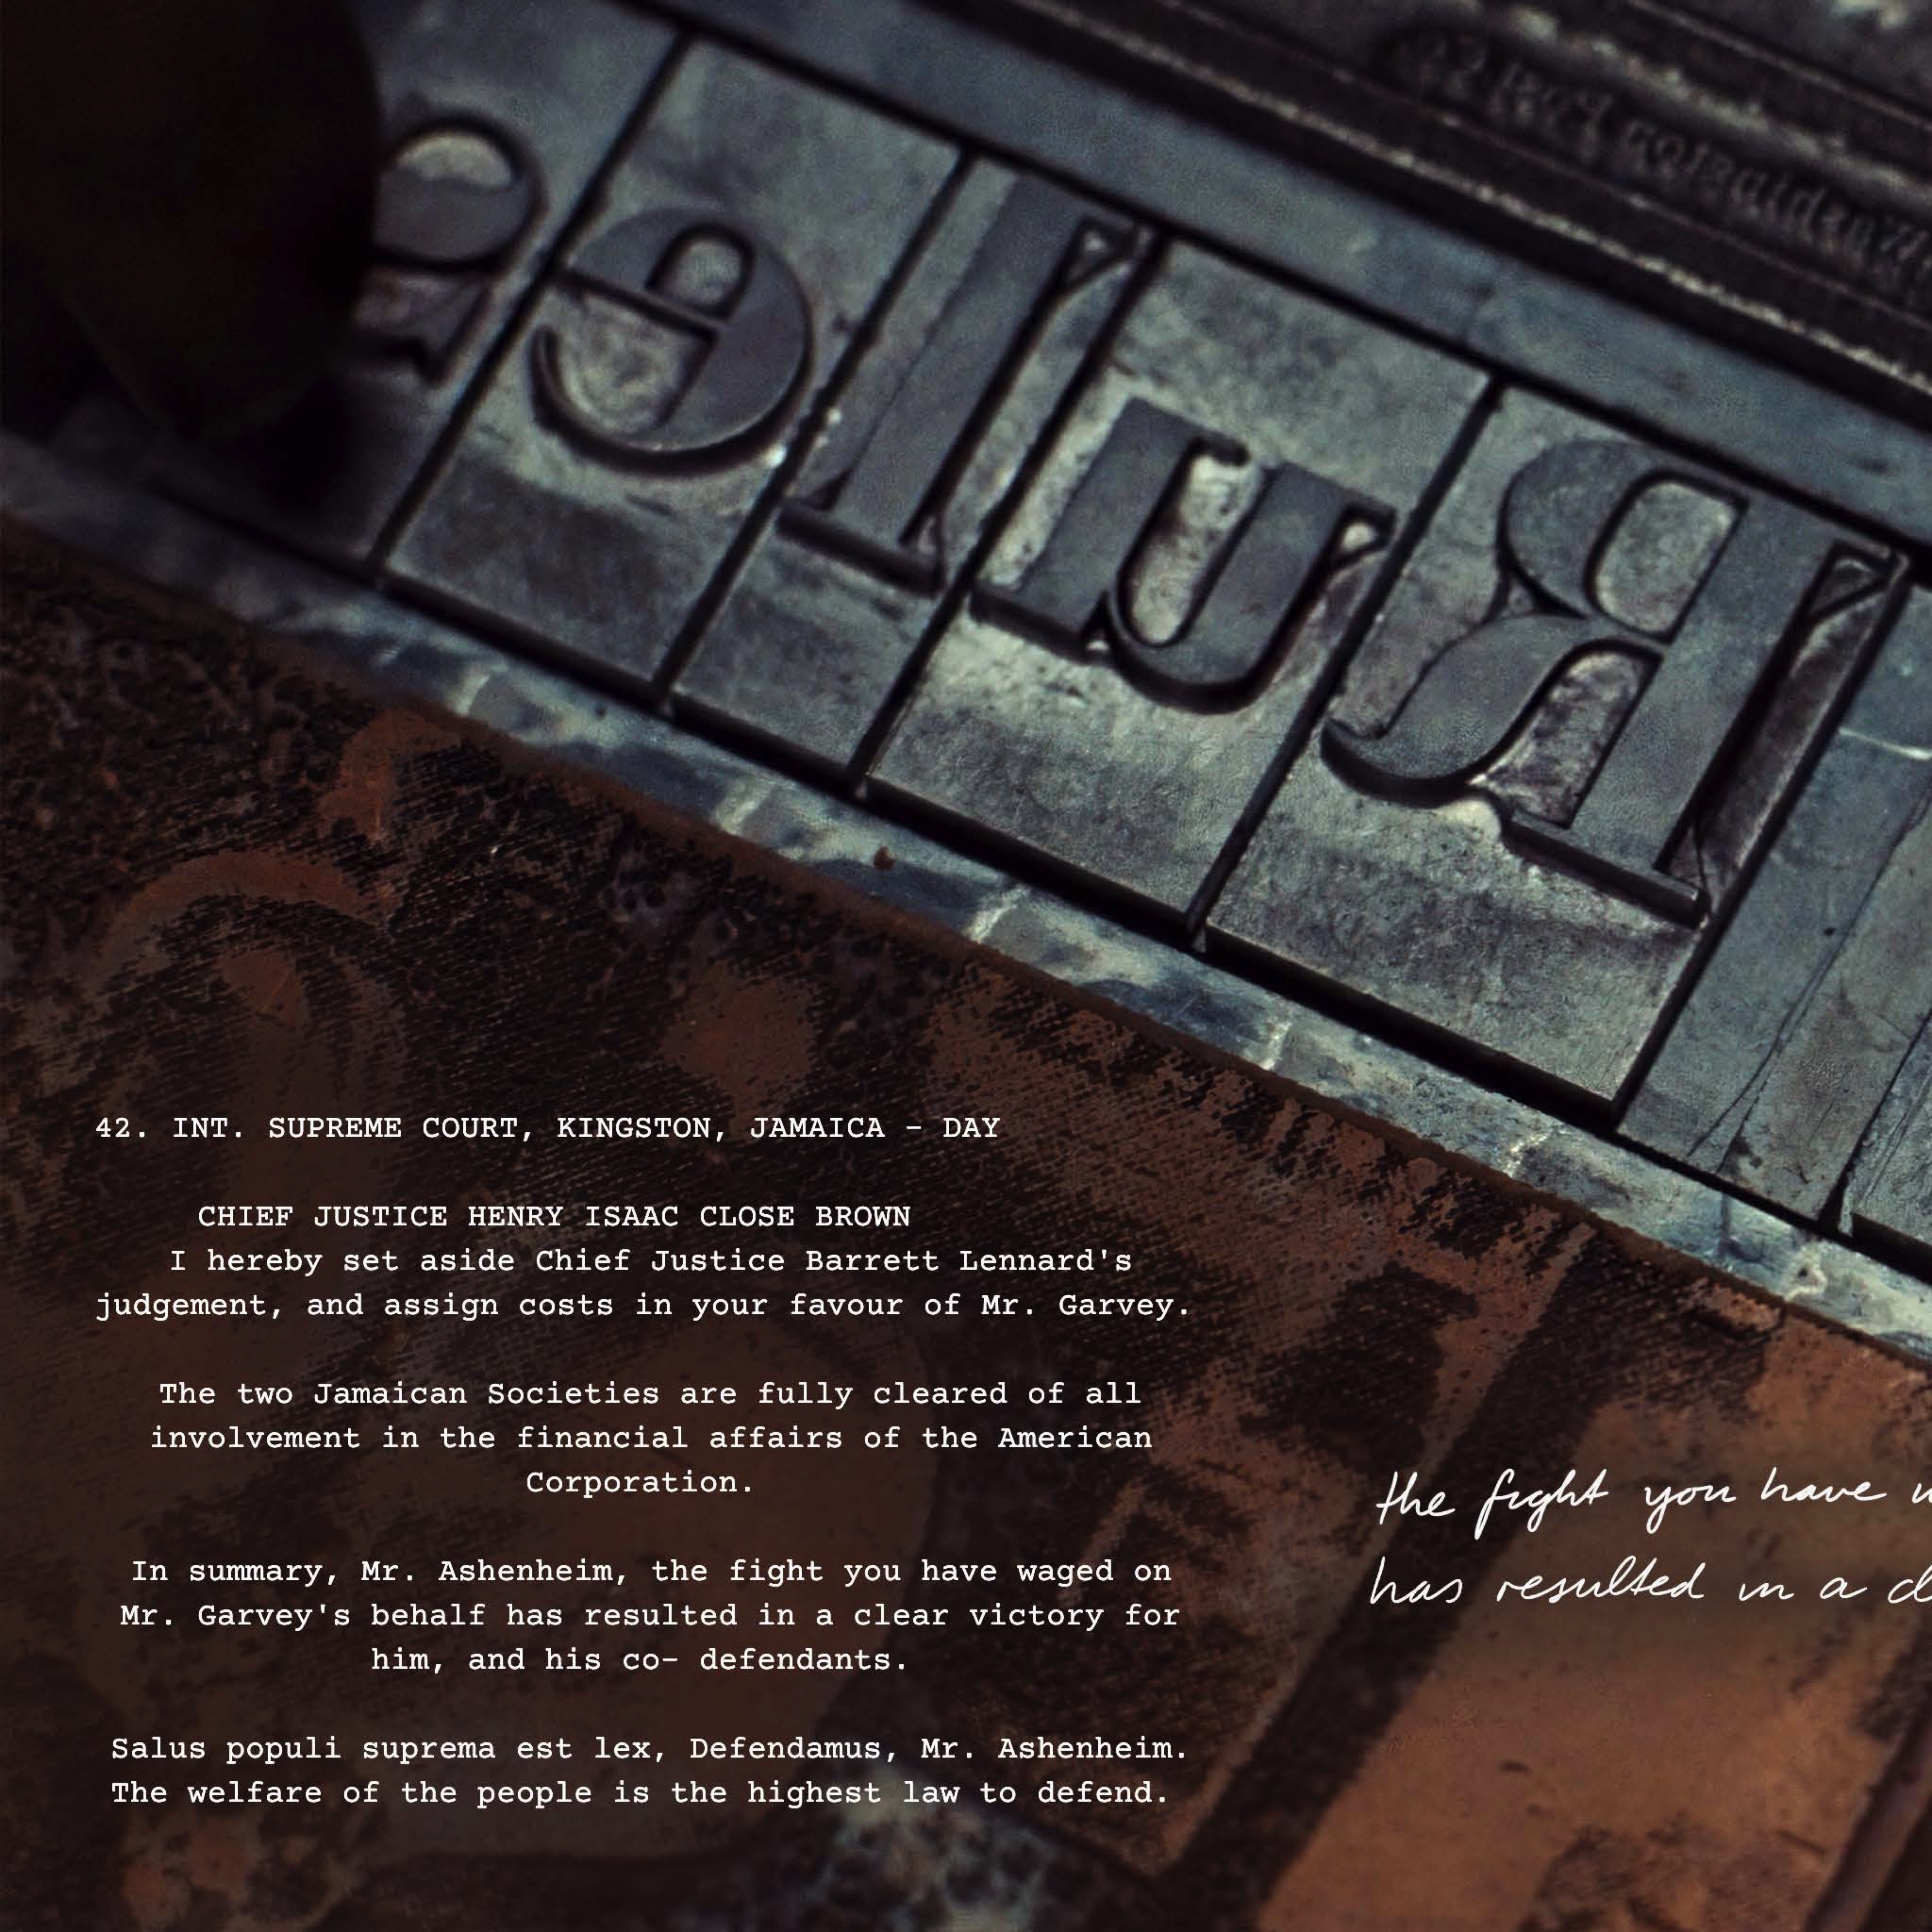 Rule
42. INT. SUPREME COURT, KINGSTON, JAMAICA - DAY
CHIEF JUSTICE HENRY ISAAC CLOSE BROWN
I hereby set aside Chief Justice Barrett Lennard's
judgement, and assign costs in your favour of Mr. Garvey.
The two Jamaican Societies are fully cleared of all
involvement in the financial affairs of the American
Corporation.
In summary, Mr. Ashenheim, the fight you have waged on
Mr. Garvey's behalf has resulted in a clear victory for
him, and his co- defendants.
Salus populi suprema est lex, Defendamus, Mr. Ashenheim.
The welfare of the people is the highest law to defend.
the fight you have
has resulted in a